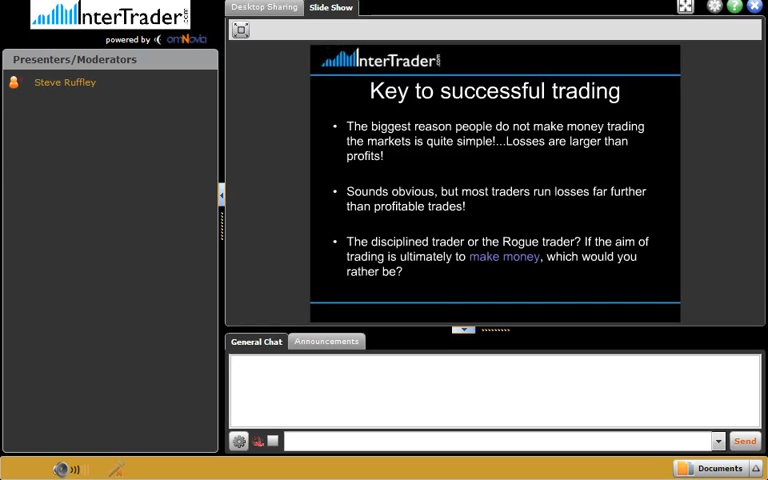 InterTrader.com
powered by omNovia
Presenters/Moderators
Steve Ruffley
Desktop Sharing
Slide Show
InterTrader.com
Key to successful trading
• The biggest reason people do not make money trading
the markets is quite simple!...Losses are larger than
profits!
• Sounds obvious, but most traders run losses far further
than profitable trades!
• The disciplined trader or the Rogue trader? If the aim of
trading is ultimately to make money, which would you
rather be?
General Chat
Announcements
Send
Documents